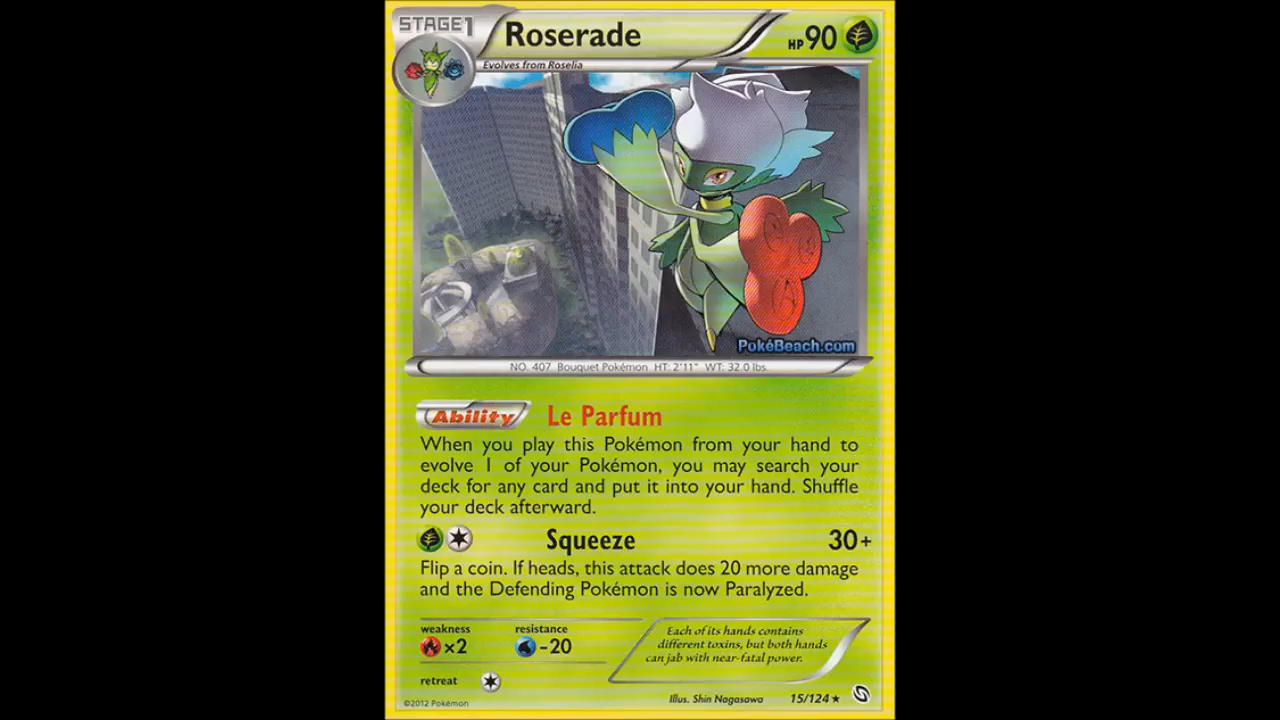 STAGE1
Roserade
HP 90
Evolves from Roselia
PokéBeach.com
NO. 407 Bouquet Pokémon HT: 2'11" WT: 32.0 lbs.
Ability Le Parfum
When you play this Pokémon from your hand to
evolve 1 of your Pokémon, you may search your
deck for any card and put it into your hand. Shuffle
your deck afterward.
Squeeze 30+
Flip a coin. If heads, this attack does 20 more damage
and the Defending Pokémon is now Paralyzed.
weakness resistance
×2 -20
Each of its hands contains
different toxins, but both hands
can jab with near-fatal power.
retreat
Illus. Shin Nagasawa 15/124 ★
©2012 Pokémon